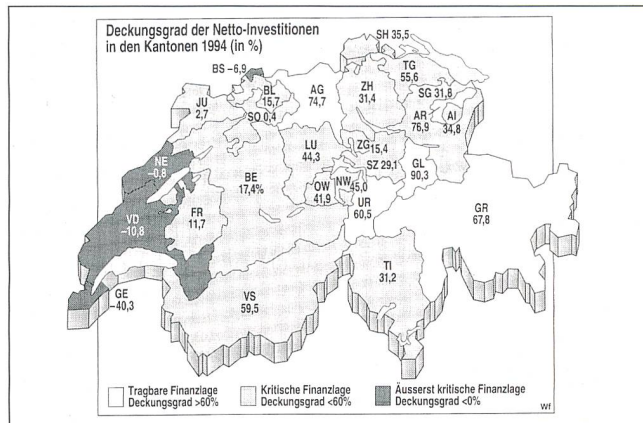 Deckungsgrad der Netto-Investitionen
in den Kantonen 1994 (in %)
SH 35,5
BS –6,9
TG
55,6
BL
15,7
AG
74,7
ZH
31,4
SG 31,8
JU
2,7
SO 0,4
AR
76,9
AI
34,8
LU
44,3
ZG 15,4
SZ 29,1
NE
–0,8
BE
17,4%
OW
41,9
NW
45,0
GL
90,3
UR
60,5
GR
67,8
FR
11,7
VD
–10,8
TI
31,2
GE
–40,3
VS
59,5
Tragbare Finanzlage
Deckungsgrad >60%
Kritische Finanzlage
Deckungsgrad <60%
Äusserst kritische Finanzlage
Deckungsgrad <0%
Wf